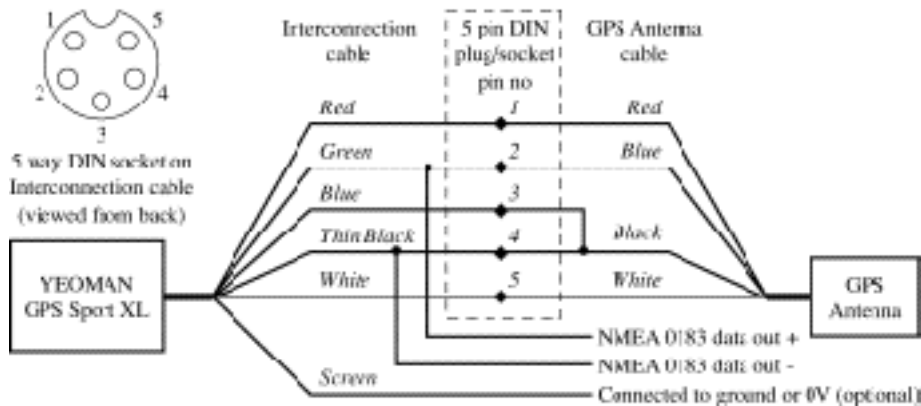 1 5
2 4
3
5 way DIN socket on
Interconnection cable
(viewed from back)
Interconnection
cable
5 pin DIN
plug/socket
pin no
GPS Antenna
cable
Red 1 Red
Green 2 Blue
Blue 3
Thin Black 4 Black
White 5 White
YEOMAN
GPS Sport XL
GPS
Antenna
NMEA 0183 data out +
NMEA 0183 data out -
Screen
Connected to ground or 0V (optional)